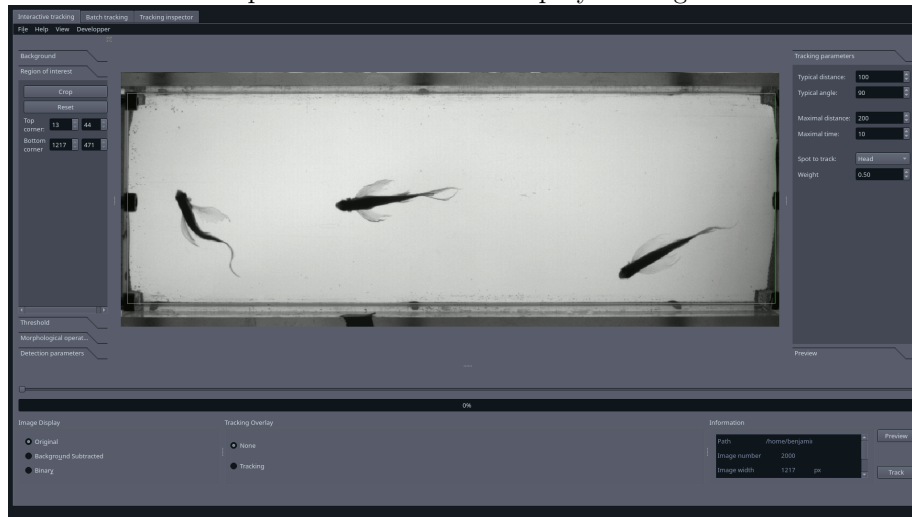 Interactive tracking Batch tracking Tracking inspector
File Help View Developper
Background
Region of interest
Crop
Reset
Top corner: 13 44
Bottom corner 1217 471
Threshold
Morphological operat...
Detection parameters
Tracking parameters
Typical distance: 100
Typical angle: 90
Maximal distance: 200
Maximal time: 10
Spot to track: Head
Weight 0.50
Preview
0%
Image Display
Original
Background Subtracted
Binary
Tracking Overlay
None
Tracking
Information
Path /home/benjamin
Image number 2000
Image width 1217 px
Preview
Track